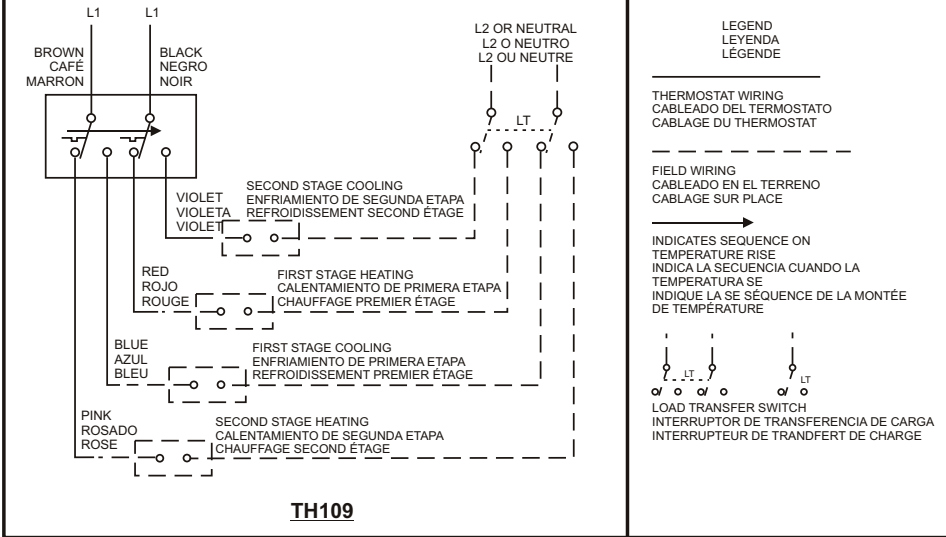 L1
L1
BROWN
CAFÉ
MARRON
BLACK
NEGRO
NOIR
L2 OR NEUTRAL
L2 O NEUTRO
L2 OU NEUTRE
LT
VIOLET
VIOLETA
VIOLET
SECOND STAGE COOLING
ENFRIAMIENTO DE SEGUNDA ETAPA
REFROIDISSEMENT SECOND ÉTAGE
RED
ROJO
ROUGE
FIRST STAGE HEATING
CALENTAMIENTO DE PRIMERA ETAPA
CHAUFFAGE PREMIER ÉTAGE
BLUE
AZUL
BLEU
FIRST STAGE COOLING
ENFRIAMIENTO DE PRIMERA ETAPA
REFROIDISSEMENT PREMIER ÉTAGE
PINK
ROSADO
ROSE
SECOND STAGE HEATING
CALENTAMIENTO DE SEGUNDA ETAPA
CHAUFFAGE SECOND ÉTAGE
TH109
LEGEND
LEYENDA
LÉGENDE
THERMOSTAT WIRING
CABLEADO DEL TERMOSTATO
CABLAGE DU THERMOSTAT
FIELD WIRING
CABLEADO EN EL TERRENO
CABLAGE SUR PLACE
INDICATES SEQUENCE ON
TEMPERATURE RISE
INDICA LA SECUENCIA CUANDO LA
TEMPERATURA SE
INDIQUE LA SE SÉQUENCE DE LA MONTÉE
DE TEMPÉRATURE
LT
LT
LOAD TRANSFER SWITCH
INTERRUPTOR DE TRANSFERENCIA DE CARGA
INTERRUPTEUR DE TRANDFERT DE CHARGE